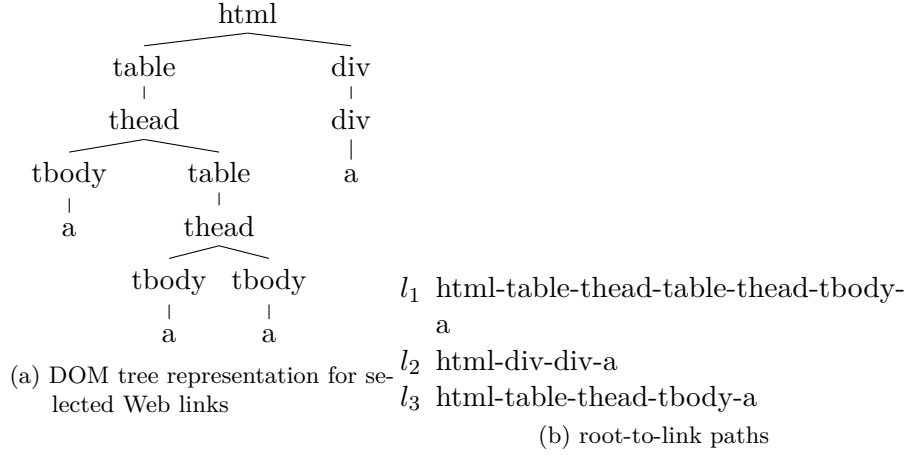 html
table div
thead div
tbody table a
a thead
tbody tbody
a a
(a) DOM tree representation for se-
lected Web links
l1 html-table-thead-table-thead-tbody-
a
l2 html-div-div-a
l3 html-table-thead-tbody-a
(b) root-to-link paths